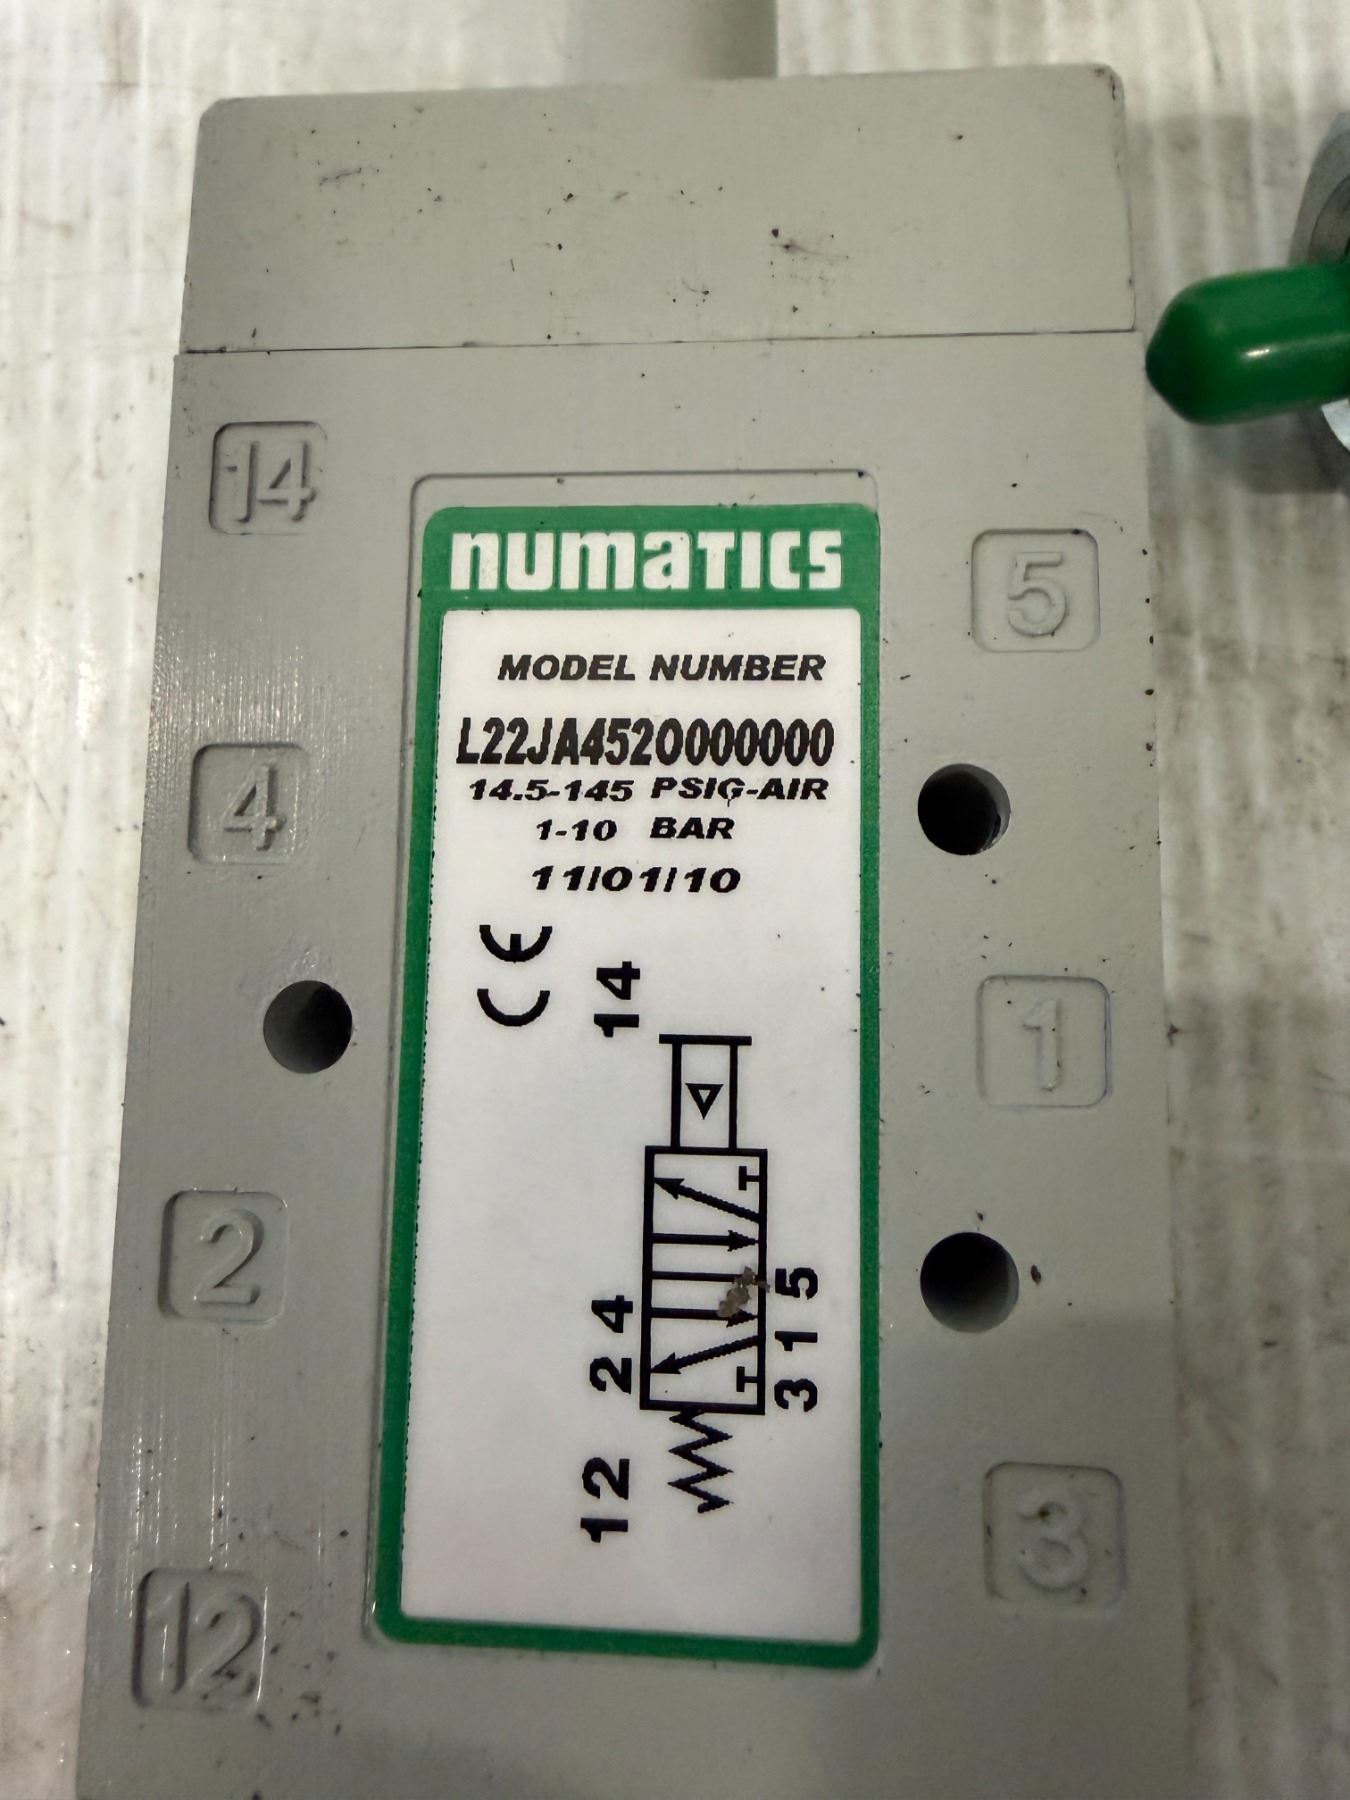 14
numatics
5
MODEL NUMBER
L22JA4520000000
14.5-145 PSIG-AIR
1-10 BAR
11/01/10
4
CE
14
1
2
2 4
3 1 5
12
3
12